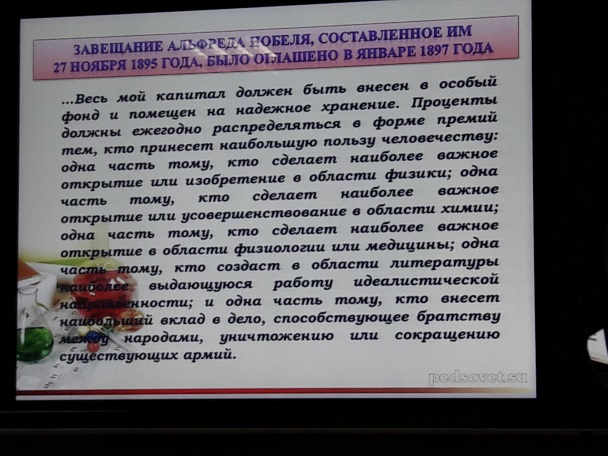 ЗАВЕЩАНИЕ АЛЬФРЕДА НОБЕЛЯ, СОСТАВЛЕННОЕ ИМ
27 НОЯБРЯ 1895 ГОДА, БЫЛО ОГЛАШЕНО В ЯНВАРЕ 1897 ГОДА
...Весь мой капитал должен быть внесен в особый
фонд и помещен на надежное хранение. Проценты
должны ежегодно распределяться в форме премий
тем, кто принесет наибольшую пользу человечеству:
одна часть тому, кто сделает наиболее важное
открытие или изобретение в области физики; одна
часть тому, кто сделает наиболее важное
открытие или усовершенствование в области химии;
одна часть тому, кто сделает наиболее важное
открытие в области физиологии или медицины; одна
часть тому, кто создаст в области литературы
наиболее выдающуюся работу идеалистической
направленности; и одна часть тому, кто внесет
наибольший вклад в дело, способствующее братству
между народами, уничтожению или сокращению
существующих армий.
pedsovet.su